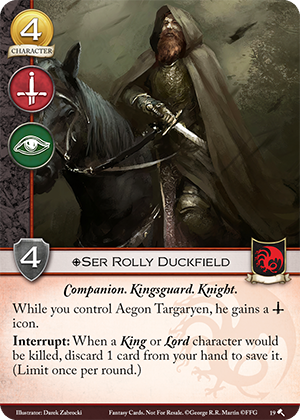 4
CHARACTER
4
Ser Rolly Duckfield
Companion. Kingsguard. Knight.
While you control Aegon Targaryen, he gains a
icon.
Interrupt: When a King or Lord character would
be killed, discard 1 card from your hand to save it.
(Limit once per round.)
Illustrator: Darek Zabrocki
Fantasy Cards. Not For Resale. ©George R.R. Martin ©FFG
19